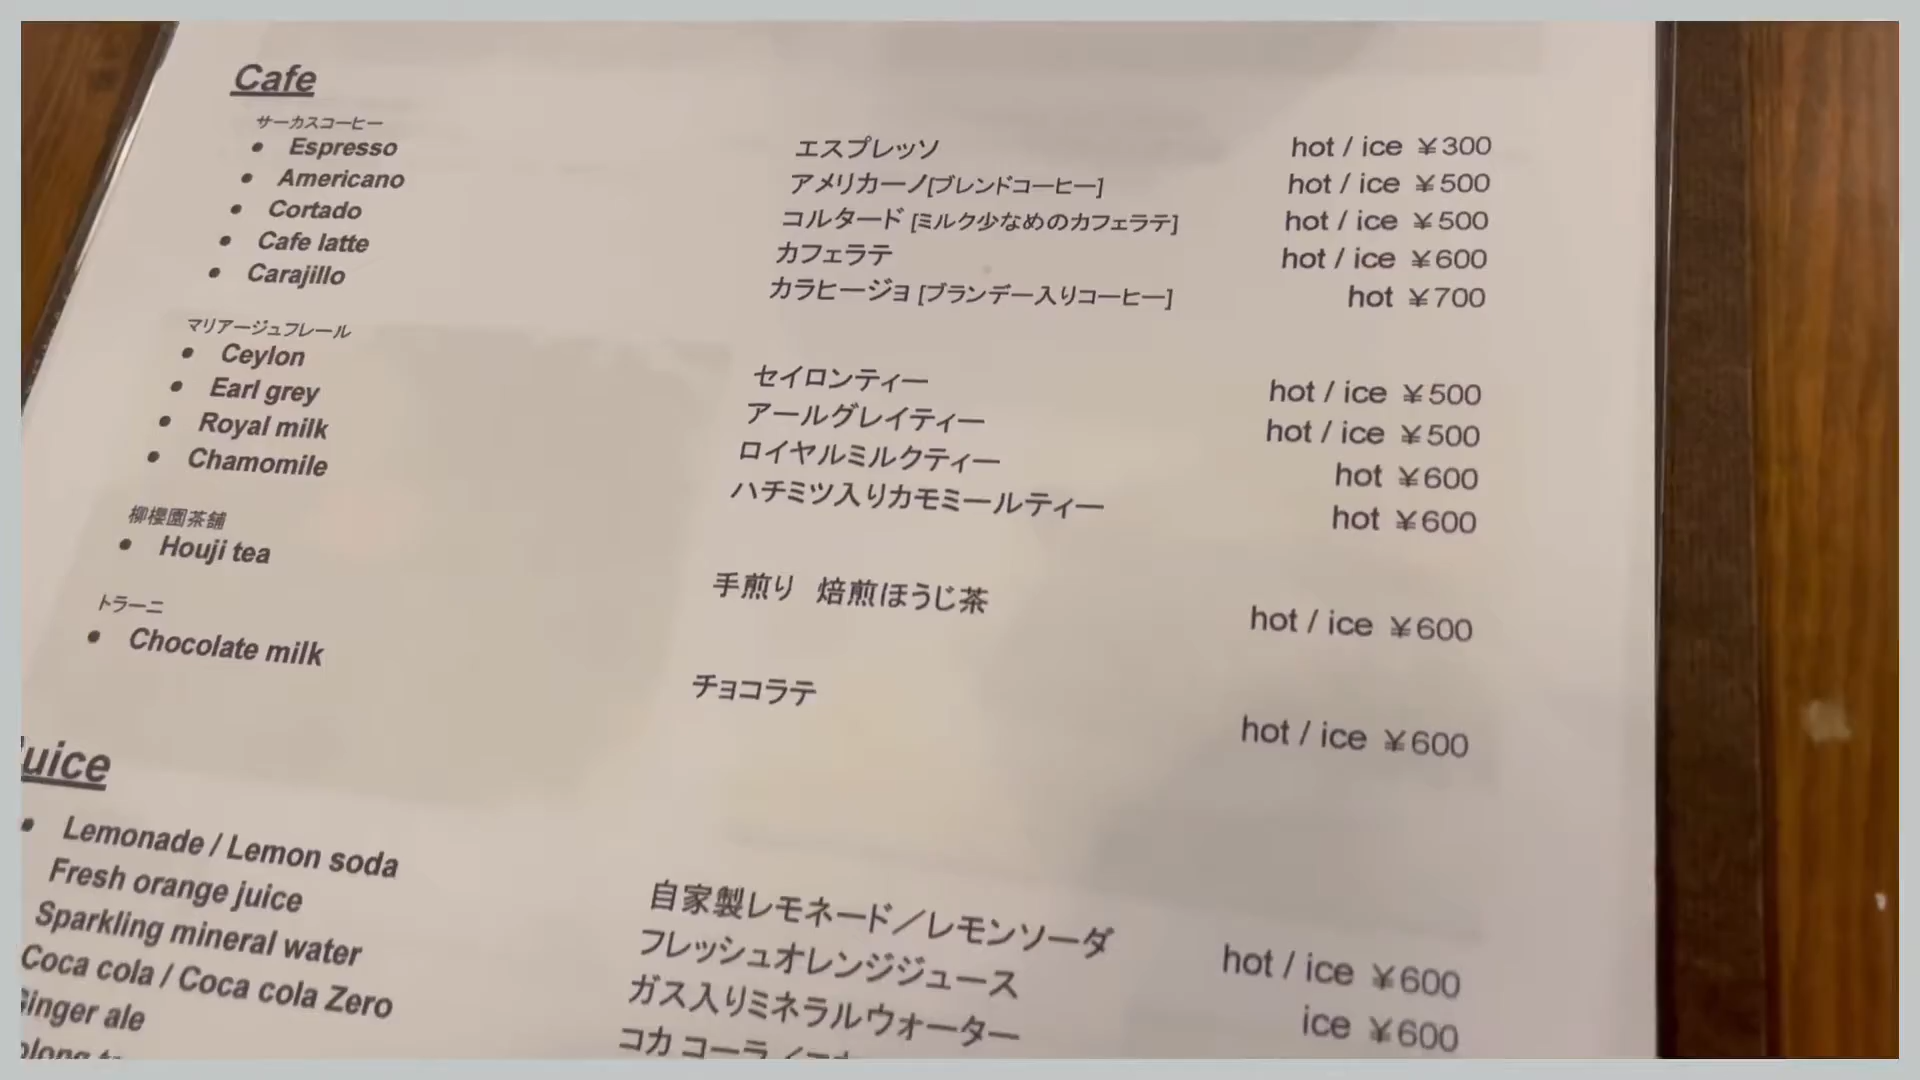 Cafe
サーカスコーヒー
• Espresso エスプレッソ hot / ice ¥300
• Americano アメリカーノ[ブレンドコーヒー] hot / ice ¥500
• Cortado コルタード [ミルク少なめのカフェラテ] hot / ice ¥500
• Cafe latte カフェラテ hot / ice ¥600
• Carajillo カラヒージョ [ブランデー入りコーヒー] hot ¥700
マリアージュフレール
• Ceylon セイロンティー hot / ice ¥500
• Earl grey アールグレイティー hot / ice ¥500
• Royal milk ロイヤルミルクティー hot ¥600
• Chamomile ハチミツ入りカモミールティー hot ¥600
柳櫻園茶舗
• Houji tea 手煎り 焙煎ほうじ茶 hot / ice ¥600
トラーニ
• Chocolate milk チョコラテ hot / ice ¥600
uice
• Lemonade / Lemon soda 自家製レモネード／レモンソーダ hot / ice ¥600
Fresh orange juice フレッシュオレンジジュース ice ¥600
Sparkling mineral water ガス入りミネラルウォーター
Coca cola / Coca cola Zero コカ コーラ
inger ale